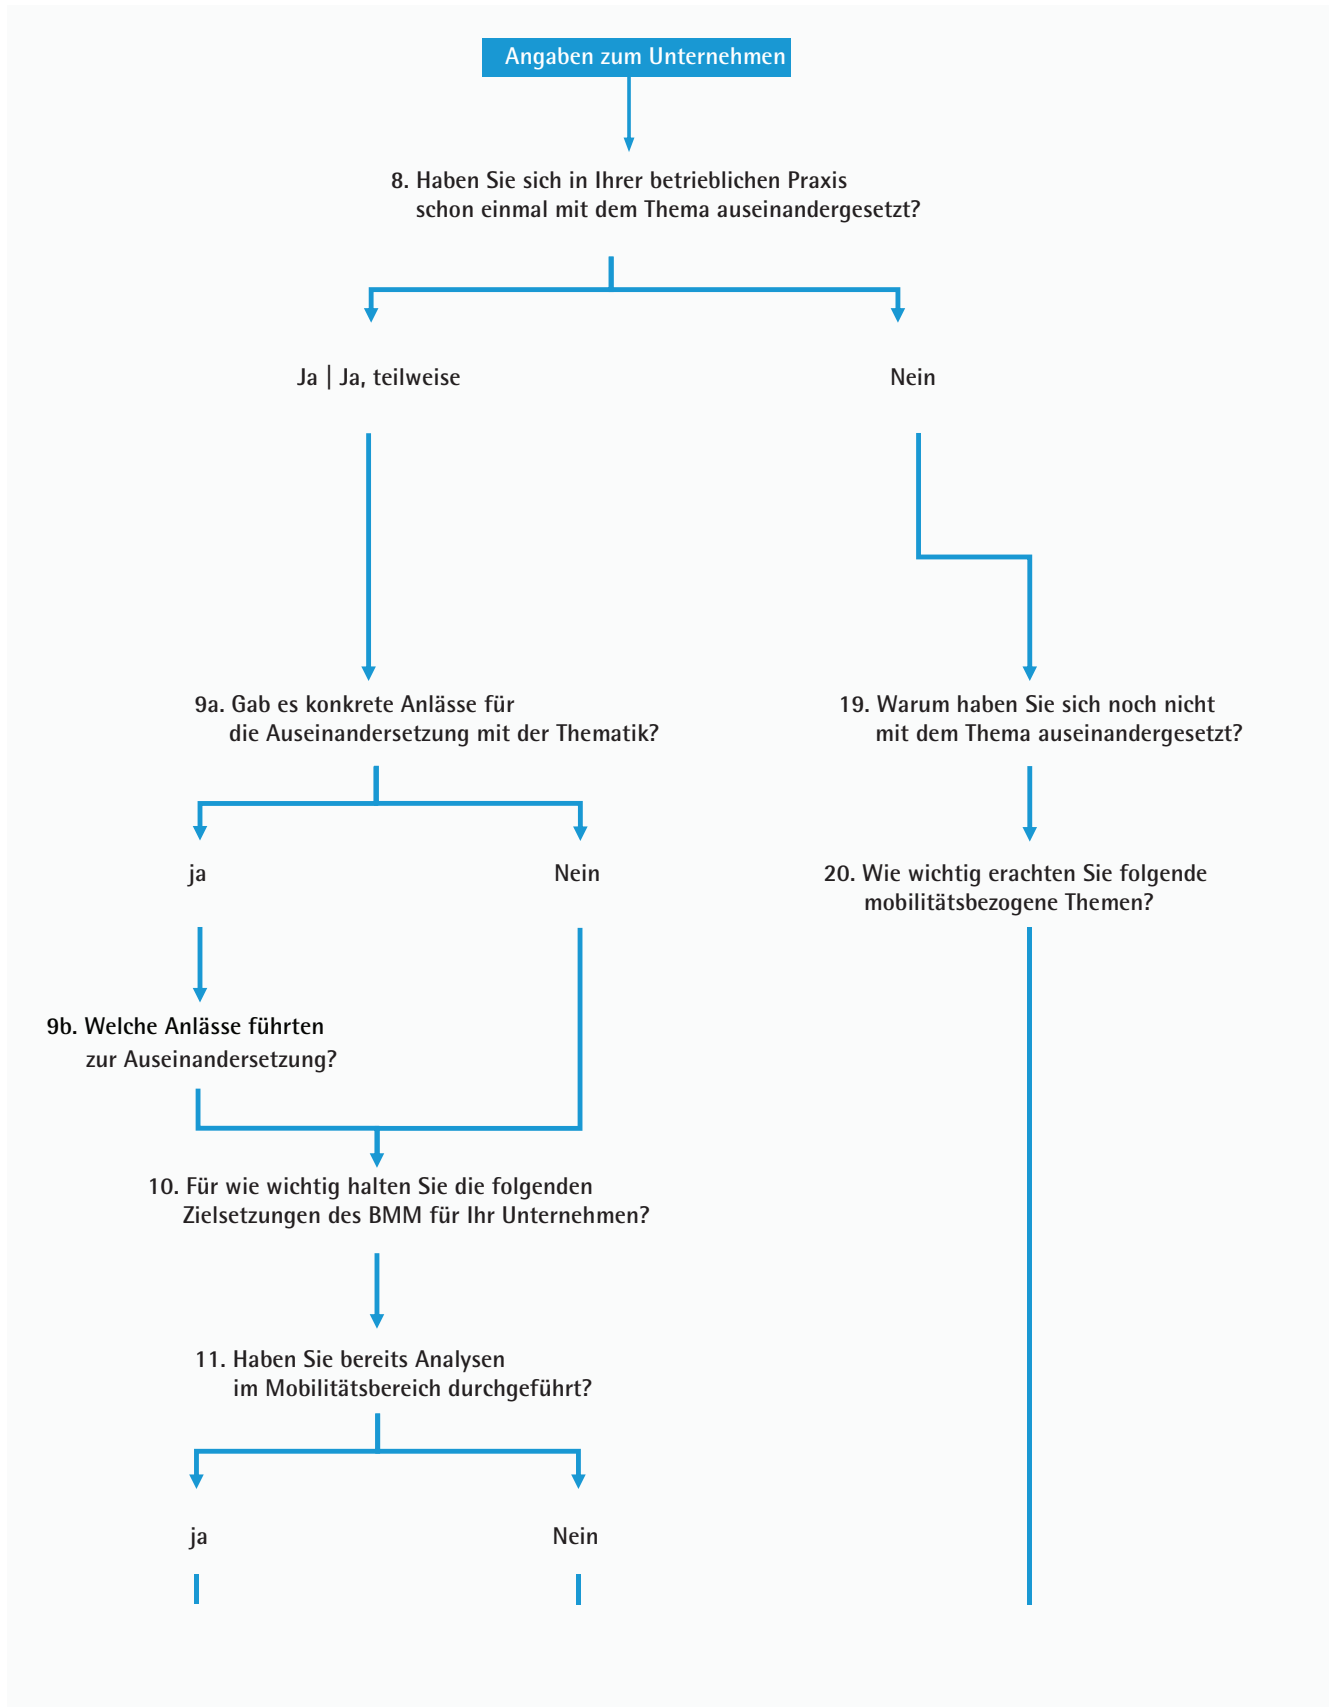 Angaben zum Unternehmen
8. Haben Sie sich in Ihrer betrieblichen Praxis
schon einmal mit dem Thema auseinandergesetzt?
Ja | Ja, teilweise
Nein
9a. Gab es konkrete Anlässe für
die Auseinandersetzung mit der Thematik?
19. Warum haben Sie sich noch nicht
mit dem Thema auseinandergesetzt?
ja
Nein
20. Wie wichtig erachten Sie folgende
mobilitätsbezogene Themen?
9b. Welche Anlässe führten
zur Auseinandersetzung?
10. Für wie wichtig halten Sie die folgenden
Zielsetzungen des BMM für Ihr Unternehmen?
11. Haben Sie bereits Analysen
im Mobilitätsbereich durchgeführt?
ja
Nein